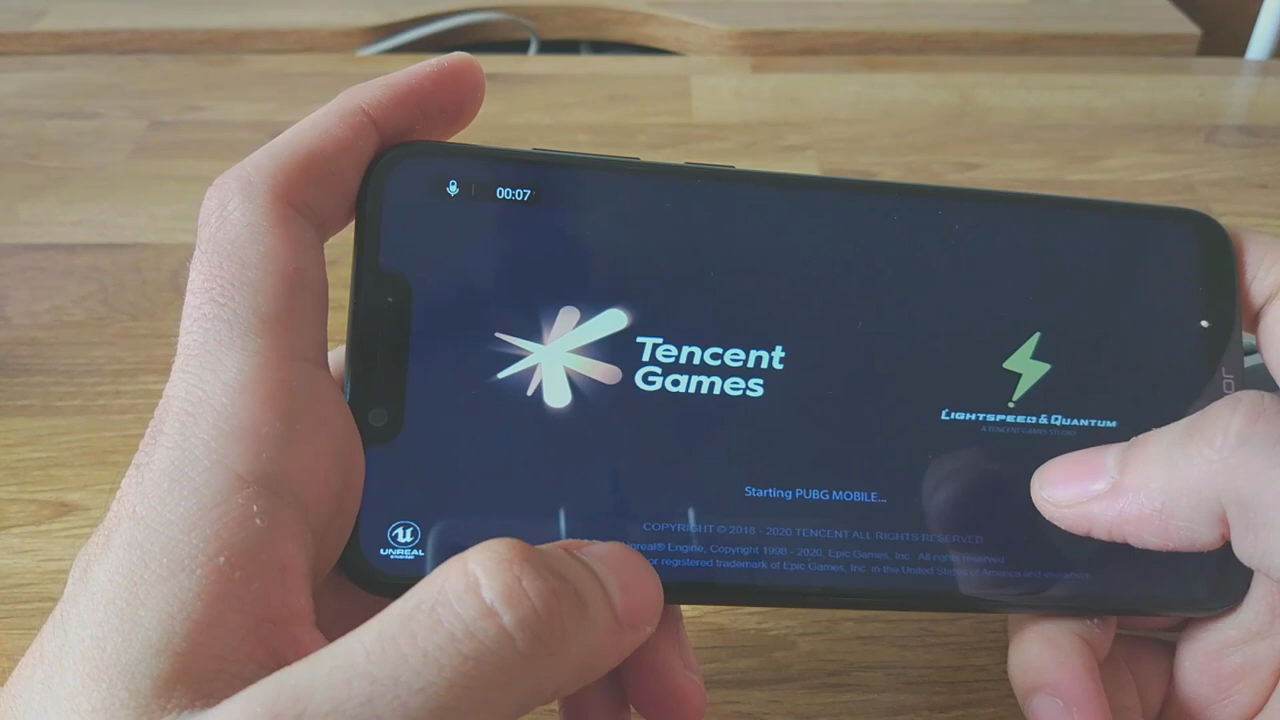 00:07
Tencent
Games
LIGHTSPEED & QUANTUM
A TENCENT GAMES STUDIO
Starting PUBG MOBILE...
UNREAL
COPYRIGHT © 2018 - 2020 TENCENT ALL RIGHTS RESERVED
nreal® Engine, Copyright 1998 - 2020, Epic Games, Inc. All rights reserved
or registered trademark of Epic Games, Inc. in the United States of America and elsewhere